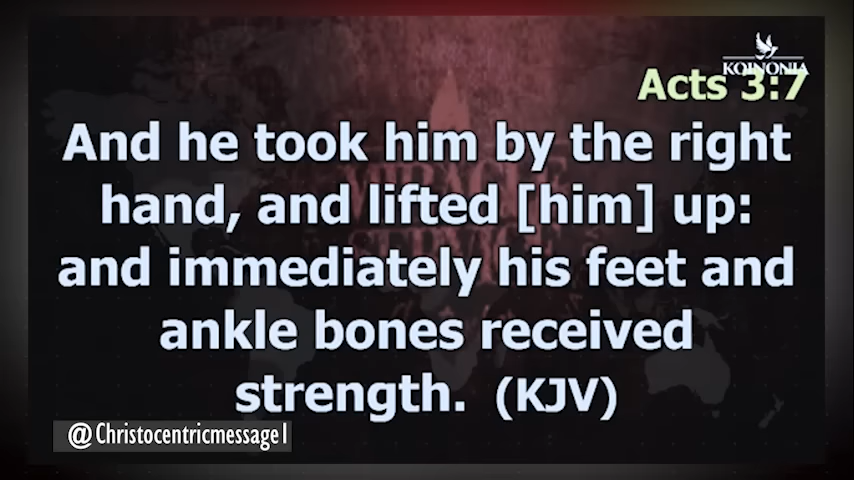 KOINONIA
Acts 3:7
And he took him by the right
hand, and lifted [him] up:
and immediately his feet and
ankle bones received
strength. (KJV)
@Christocentricmessage1